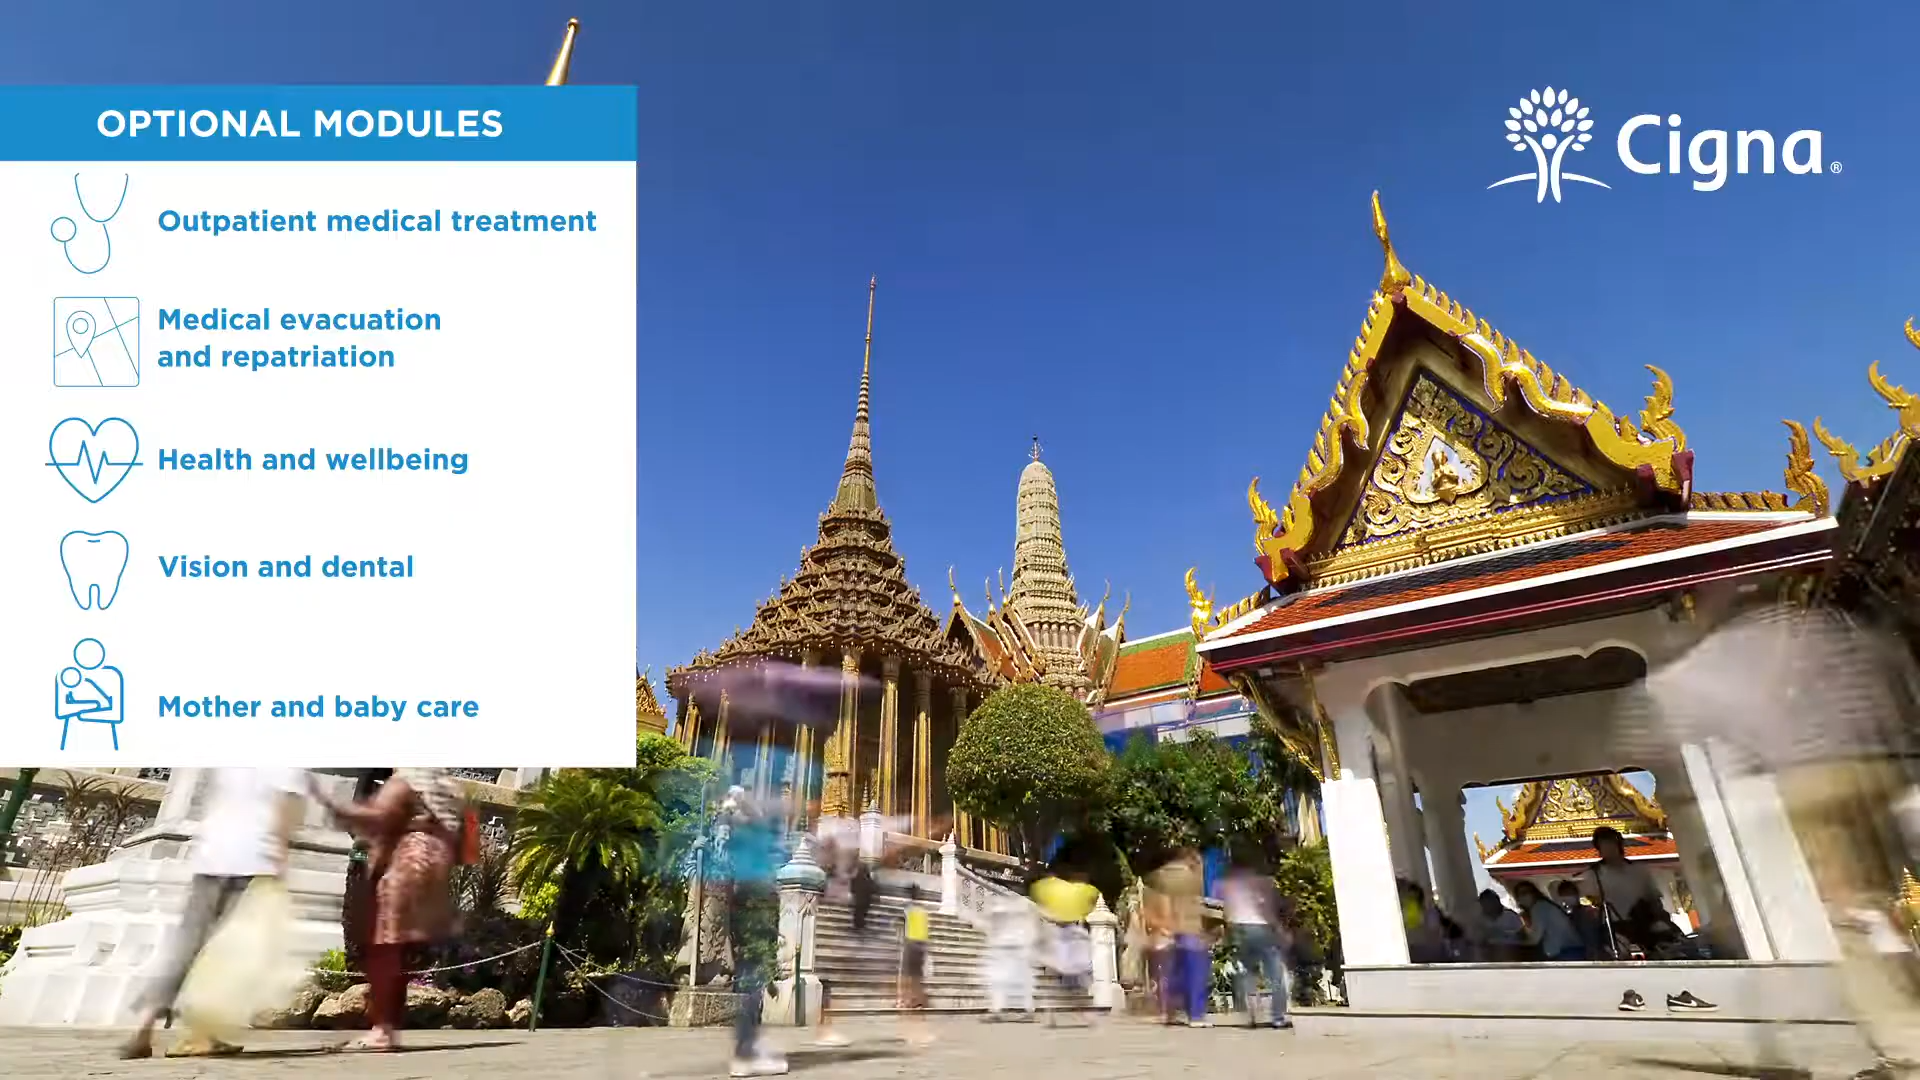 OPTIONAL MODULES
Outpatient medical treatment
Medical evacuation
and repatriation
Health and wellbeing
Vision and dental
Mother and baby care
Cigna®